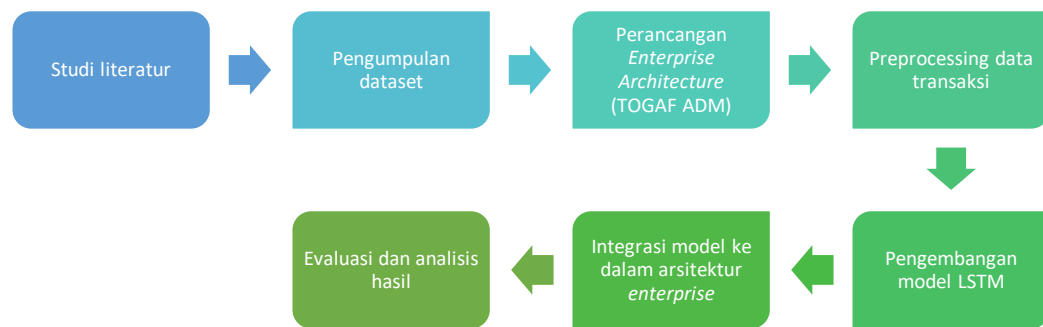 Studi literatur
Pengumpulan
dataset
Perancangan
Enterprise
Architecture
(TOGAF ADM)
Preprocessing data
transaksi
Pengembangan
model LSTM
Integrasi model ke
dalam arsitektur
enterprise
Evaluasi dan analisis
hasil